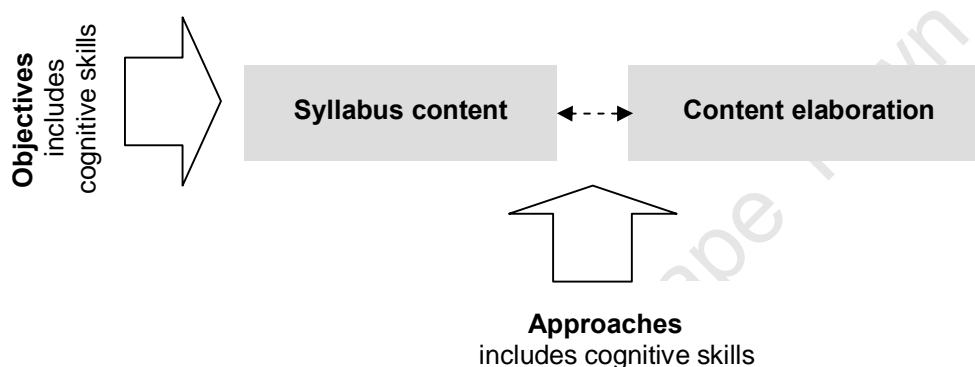 Objectives
includes
cognitive skills
Syllabus content
Content elaboration
Approaches
includes cognitive skills